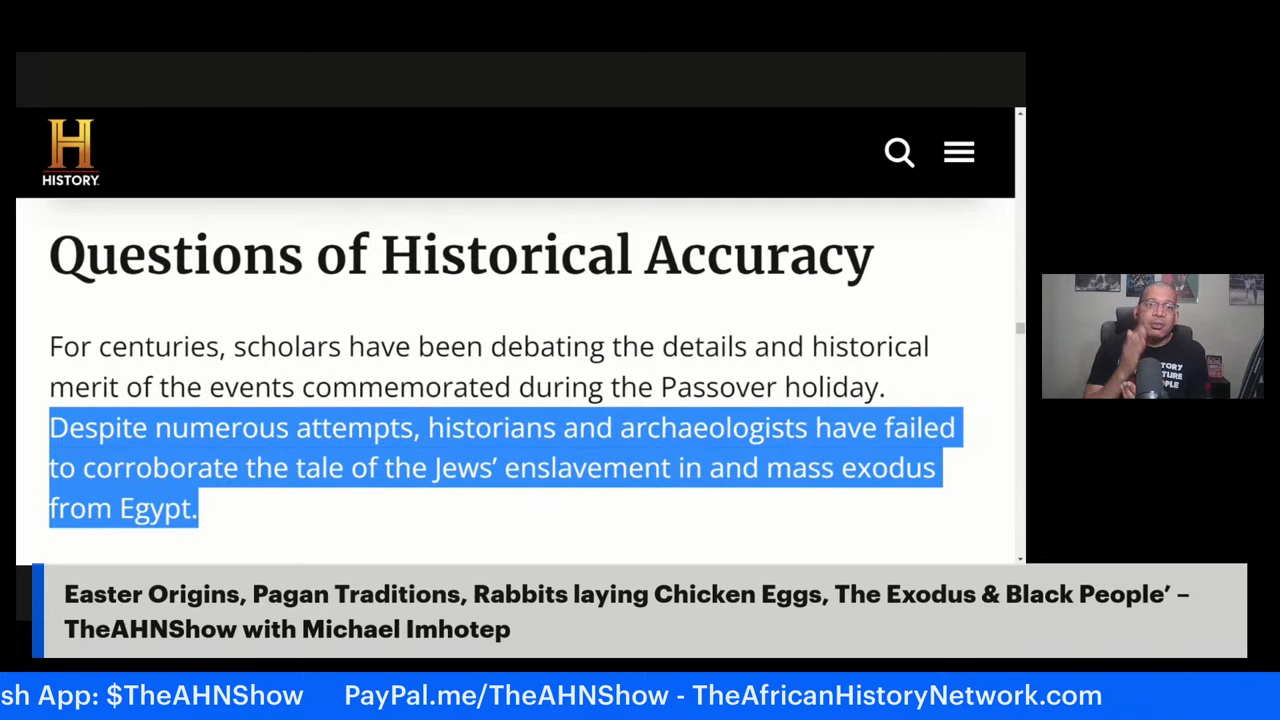 H
HISTORY
Questions of Historical Accuracy
For centuries, scholars have been debating the details and historical
merit of the events commemorated during the Passover holiday.
Despite numerous attempts, historians and archaeologists have failed
to corroborate the tale of the Jews’ enslavement in and mass exodus
from Egypt.
Easter Origins, Pagan Traditions, Rabbits laying Chicken Eggs, The Exodus & Black People’ –
TheAHNShow with Michael Imhotep
sh App: $TheAHNShow PayPal.me/TheAHNShow - TheAfricanHistoryNetwork.com